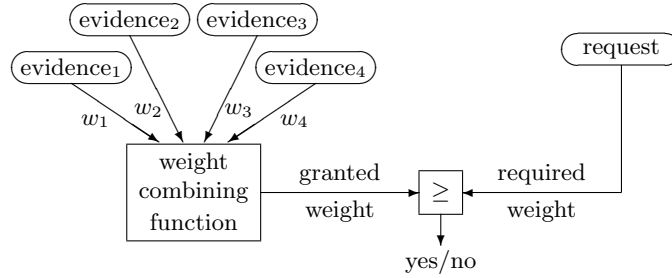 evidence₂ evidence₃
evidence₁ evidence₄ request
w₁ w₂ w₃ w₄
weight
combining
function
granted
weight
≥
required
weight
yes/no